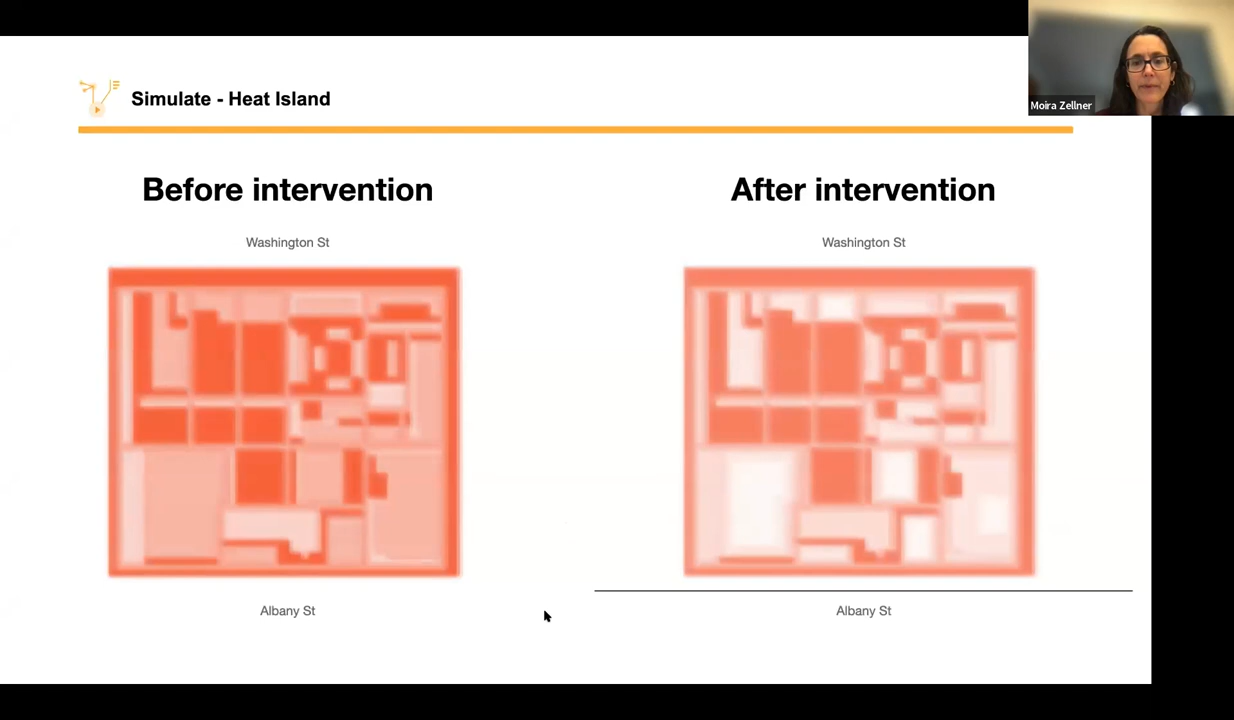 Simulate - Heat Island
Moira Zellner
Before intervention
After intervention
Washington St
Washington St
Albany St
Albany St